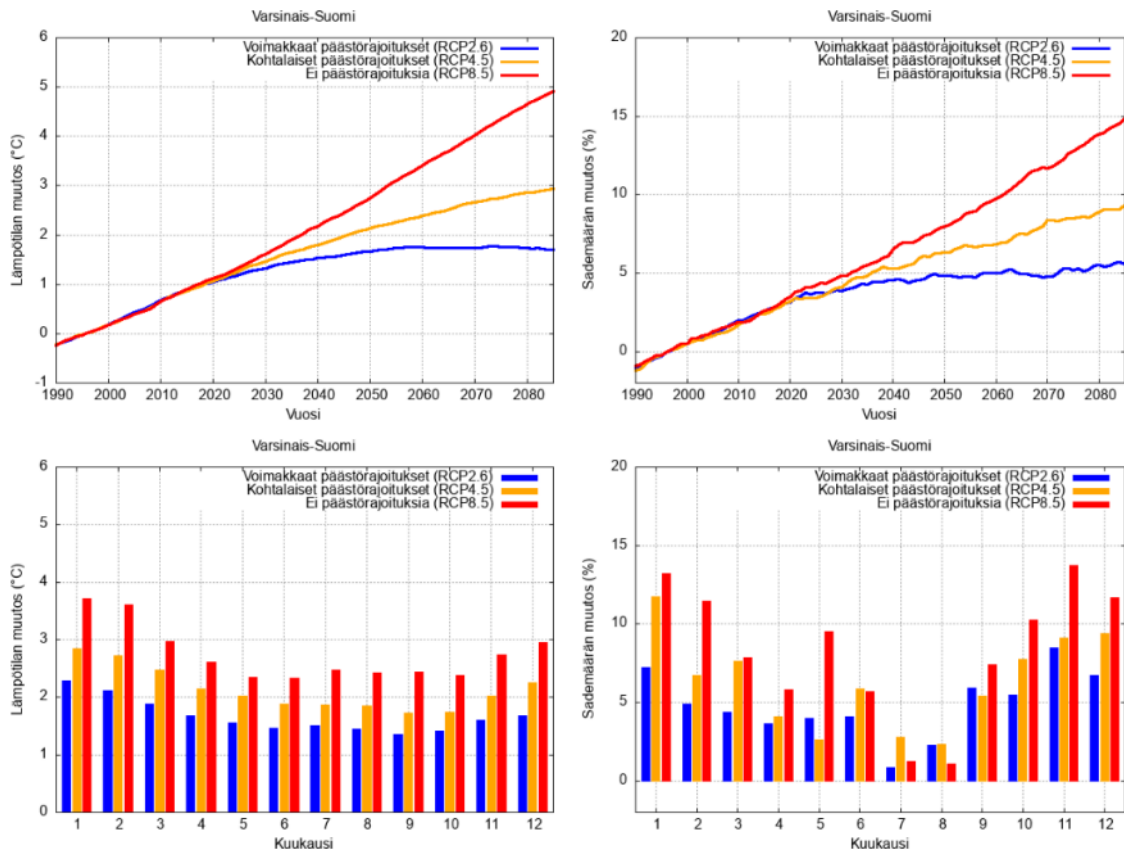 Varsinais-Suomi
6
5
4
3
2
1
0
-1
Lämpötilan muutos (°C)
Voimakkaat päästörajoitukset (RCP2.6)
Kohtalaiset päästörajoitukset (RCP4.5)
Ei päästörajoituksia (RCP8.5)
1990 2000 2010 2020 2030 2040 2050 2060 2070 2080
Vuosi
Varsinais-Suomi
20
15
10
5
0
Sademäärän muutos (%)
Voimakkaat päästörajoitukset (RCP2.6)
Kohtalaiset päästörajoitukset (RCP4.5)
Ei päästörajoituksia (RCP8.5)
1990 2000 2010 2020 2030 2040 2050 2060 2070 2080
Vuosi
Varsinais-Suomi
6
5
4
3
2
1
0
Lämpötilan muutos (°C)
Voimakkaat päästörajoitukset (RCP2.6)
Kohtalaiset päästörajoitukset (RCP4.5)
Ei päästörajoituksia (RCP8.5)
1 2 3 4 5 6 7 8 9 10 11 12
Kuukausi
Varsinais-Suomi
20
15
10
5
0
Sademäärän muutos (%)
Voimakkaat päästörajoitukset (RCP2.6)
Kohtalaiset päästörajoitukset (RCP4.5)
Ei päästörajoituksia (RCP8.5)
1 2 3 4 5 6 7 8 9 10 11 12
Kuukausi